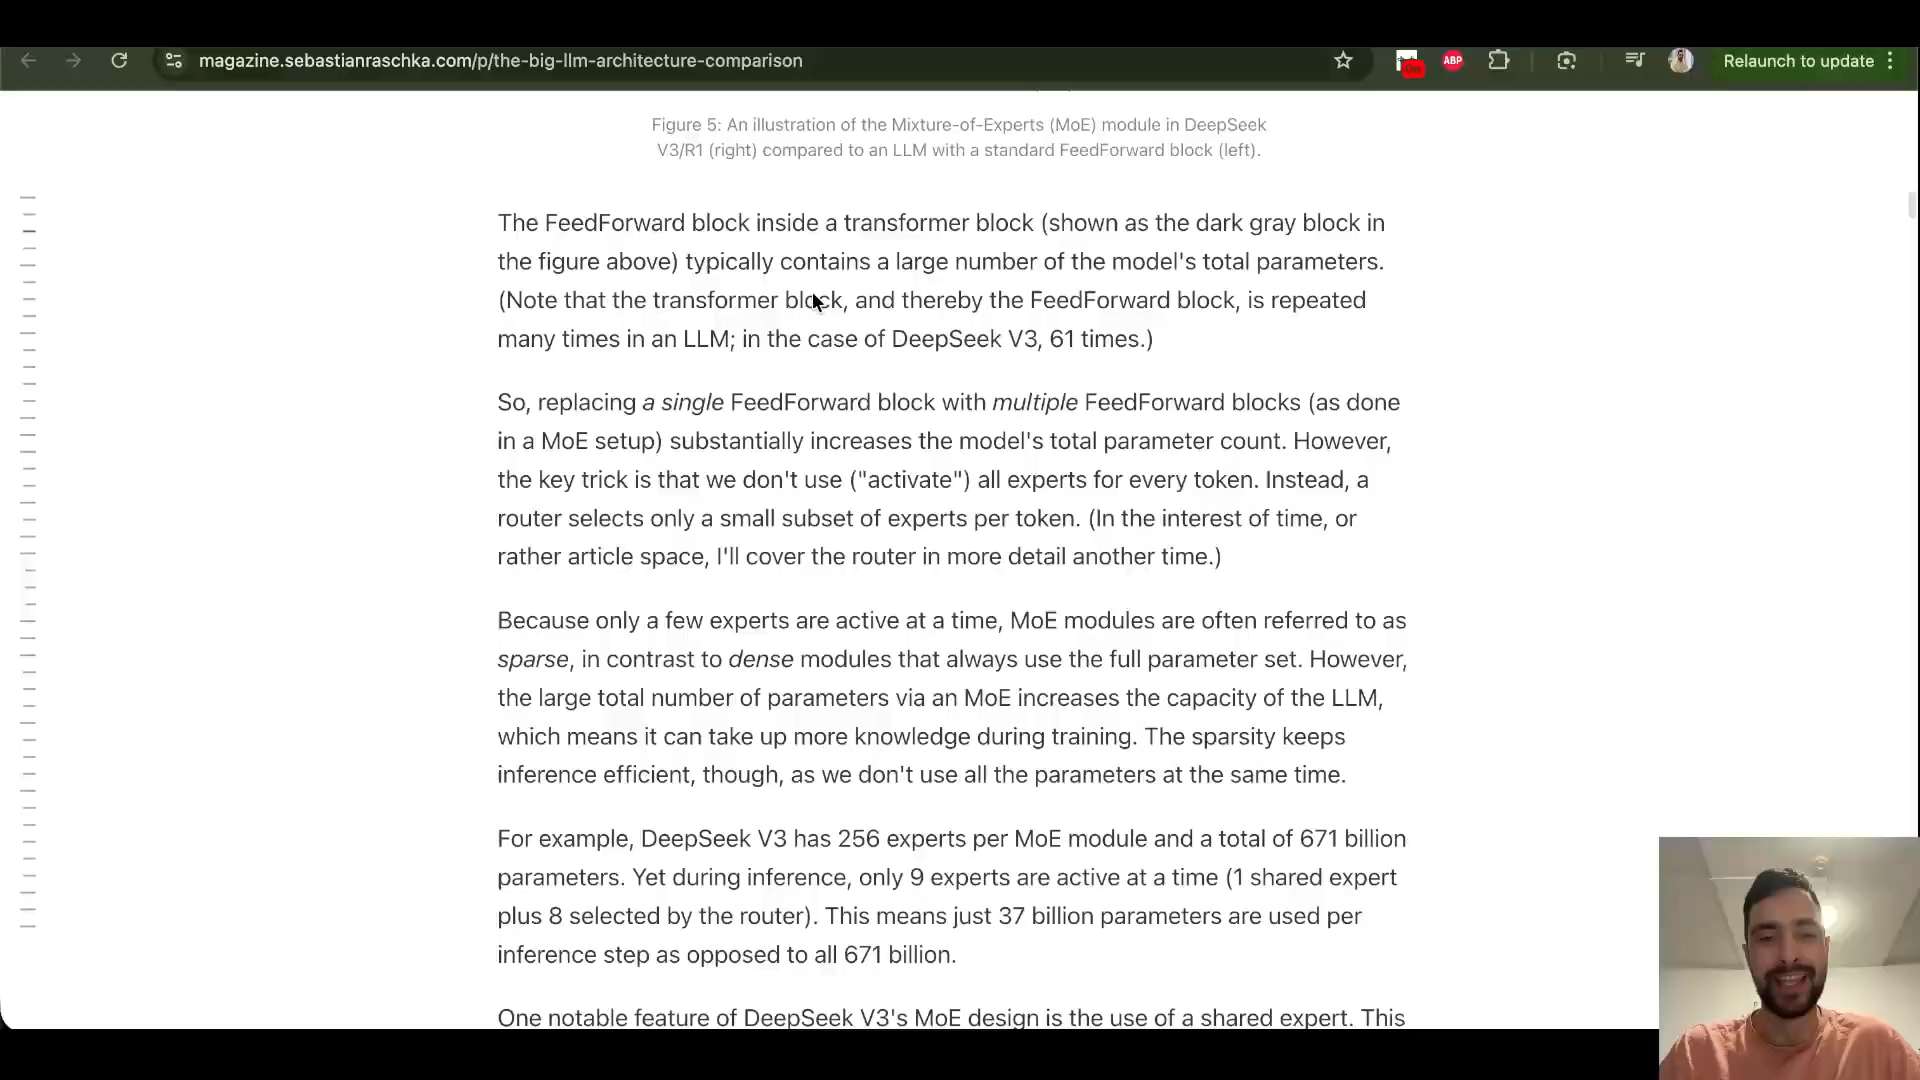 magazine.sebastianraschka.com/p/the-big-llm-architecture-comparison
On
ABP
Relaunch to update
Figure 5: An illustration of the Mixture-of-Experts (MoE) module in DeepSeek
V3/R1 (right) compared to an LLM with a standard FeedForward block (left).
The FeedForward block inside a transformer block (shown as the dark gray block in
the figure above) typically contains a large number of the model's total parameters.
(Note that the transformer block, and thereby the FeedForward block, is repeated
many times in an LLM; in the case of DeepSeek V3, 61 times.)
So, replacing a single FeedForward block with multiple FeedForward blocks (as done
in a MoE setup) substantially increases the model's total parameter count. However,
the key trick is that we don't use ("activate") all experts for every token. Instead, a
router selects only a small subset of experts per token. (In the interest of time, or
rather article space, I'll cover the router in more detail another time.)
Because only a few experts are active at a time, MoE modules are often referred to as
sparse, in contrast to dense modules that always use the full parameter set. However,
the large total number of parameters via an MoE increases the capacity of the LLM,
which means it can take up more knowledge during training. The sparsity keeps
inference efficient, though, as we don't use all the parameters at the same time.
For example, DeepSeek V3 has 256 experts per MoE module and a total of 671 billion
parameters. Yet during inference, only 9 experts are active at a time (1 shared expert
plus 8 selected by the router). This means just 37 billion parameters are used per
inference step as opposed to all 671 billion.
One notable feature of DeepSeek V3's MoE design is the use of a shared expert. This